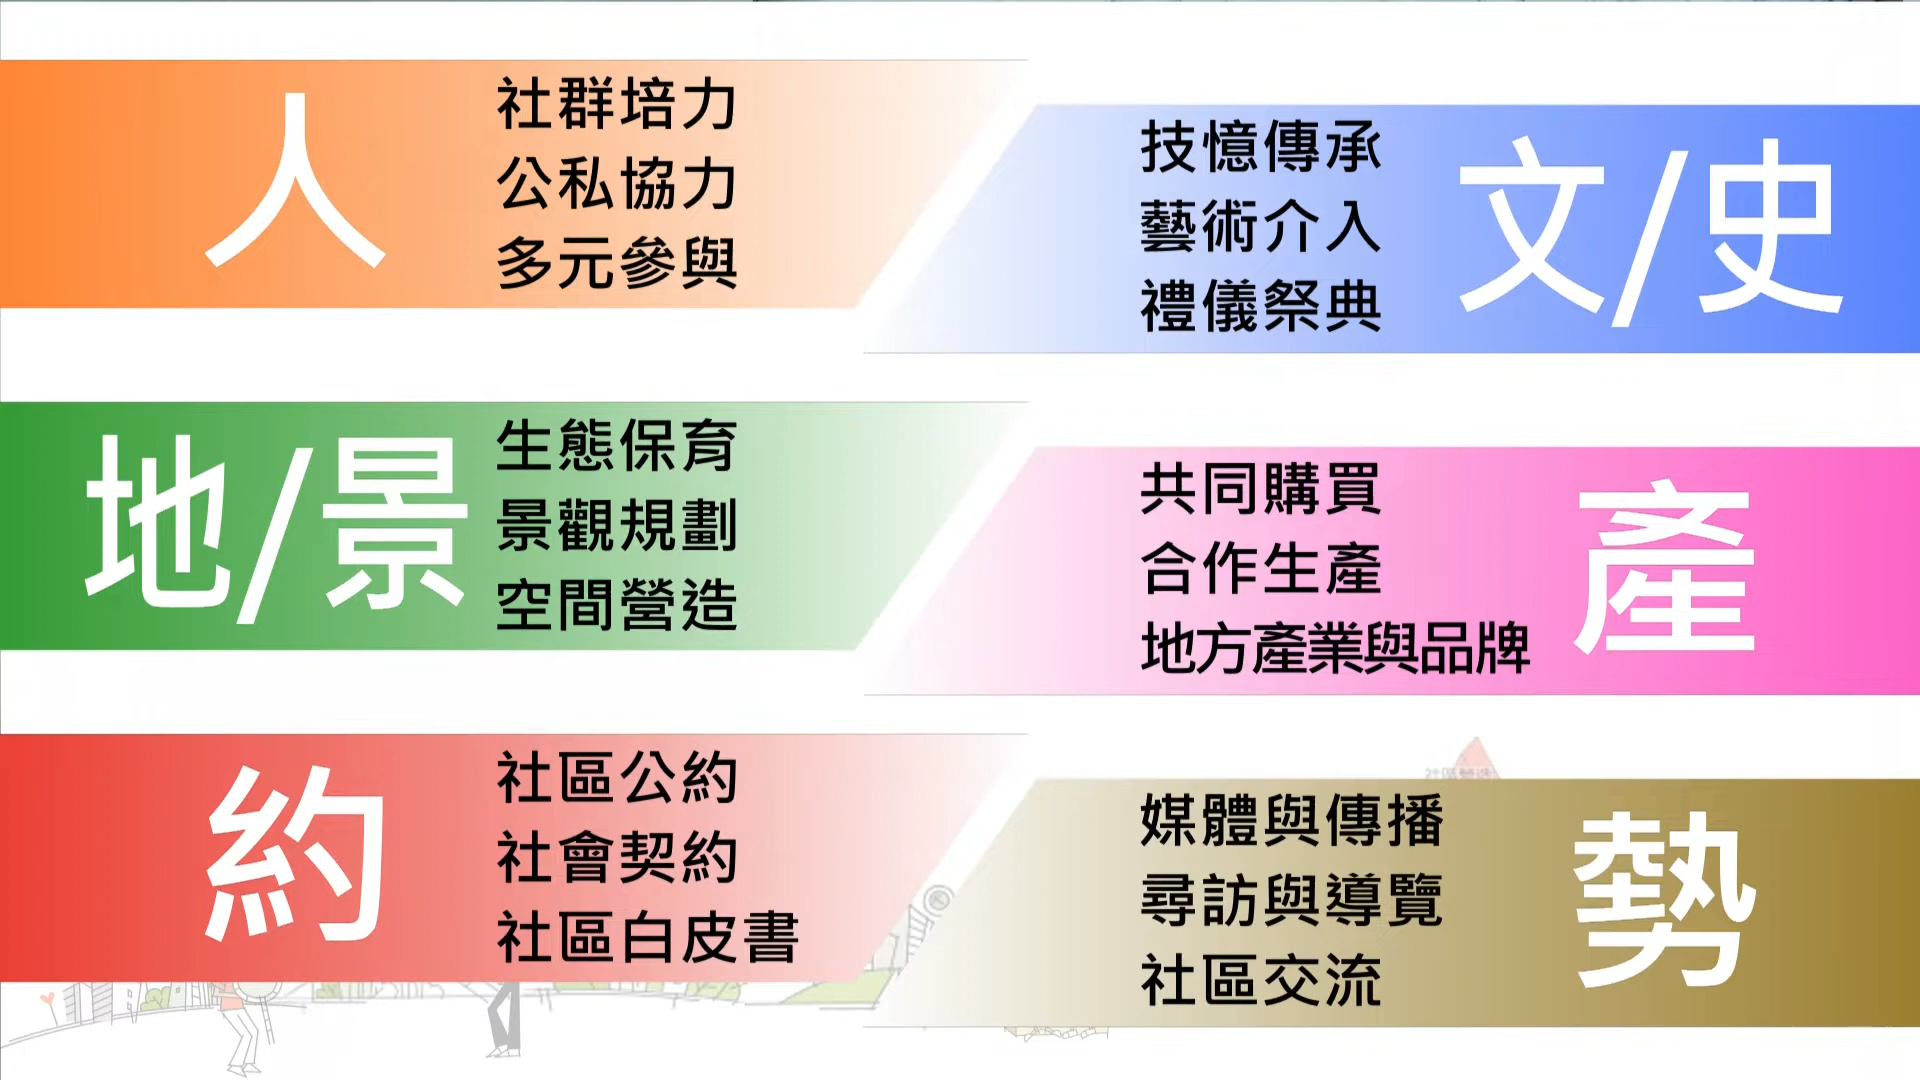 人
社群培力
公私協力
多元參與
技憶傳承
藝術介入
禮儀祭典
文/史
地/景
生態保育
景觀規劃
空間營造
共同購買
合作生產
地方產業與品牌
產
約
社區公約
社會契約
社區白皮書
社區營造
媒體與傳播
尋訪與導覽
社區交流
勢